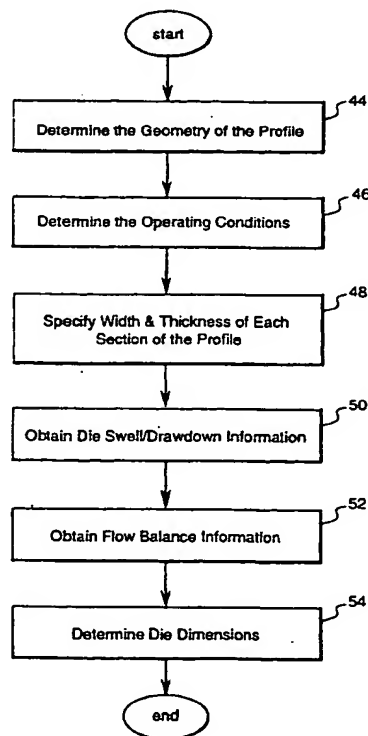 start
44
Determine the Geometry of the Profile
46
Determine the Operating Conditions
48
Specify Width & Thickness of Each
Section of the Profile
50
Obtain Die Swell/Drawdown Information
52
Obtain Flow Balance Information
54
Determine Die Dimensions
end